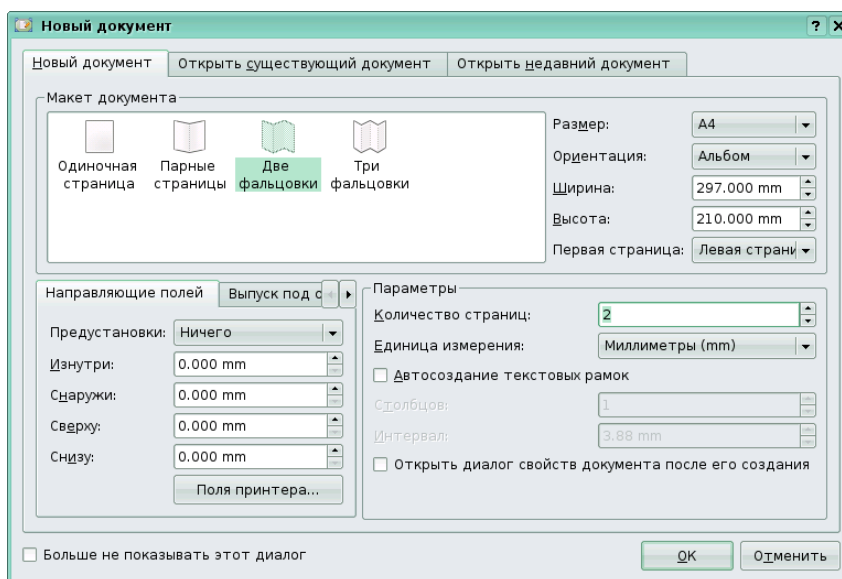 Новый документ
Новый документ
Открыть существующий документ
Открыть недавний документ
Макет документа
Одиночная
страница
Парные
страницы
Две
фальцовки
Три
фальцовки
Размер: A4
Ориентация: Альбом
Ширина: 297.000 mm
Высота: 210.000 mm
Первая страница: Левая страни
Направляющие полей
Выпуск под о
Предустановки: Ничего
Изнутри: 0.000 mm
Снаружи: 0.000 mm
Сверху: 0.000 mm
Снизу: 0.000 mm
Поля принтера...
Параметры
Количество страниц: 2
Единица измерения: Миллиметры (mm)
Автосоздание текстовых рамок
Столбцов: 1
Интервал: 3.88 mm
Открыть диалог свойств документа после его создания
Больше не показывать этот диалог
OK
Отменить